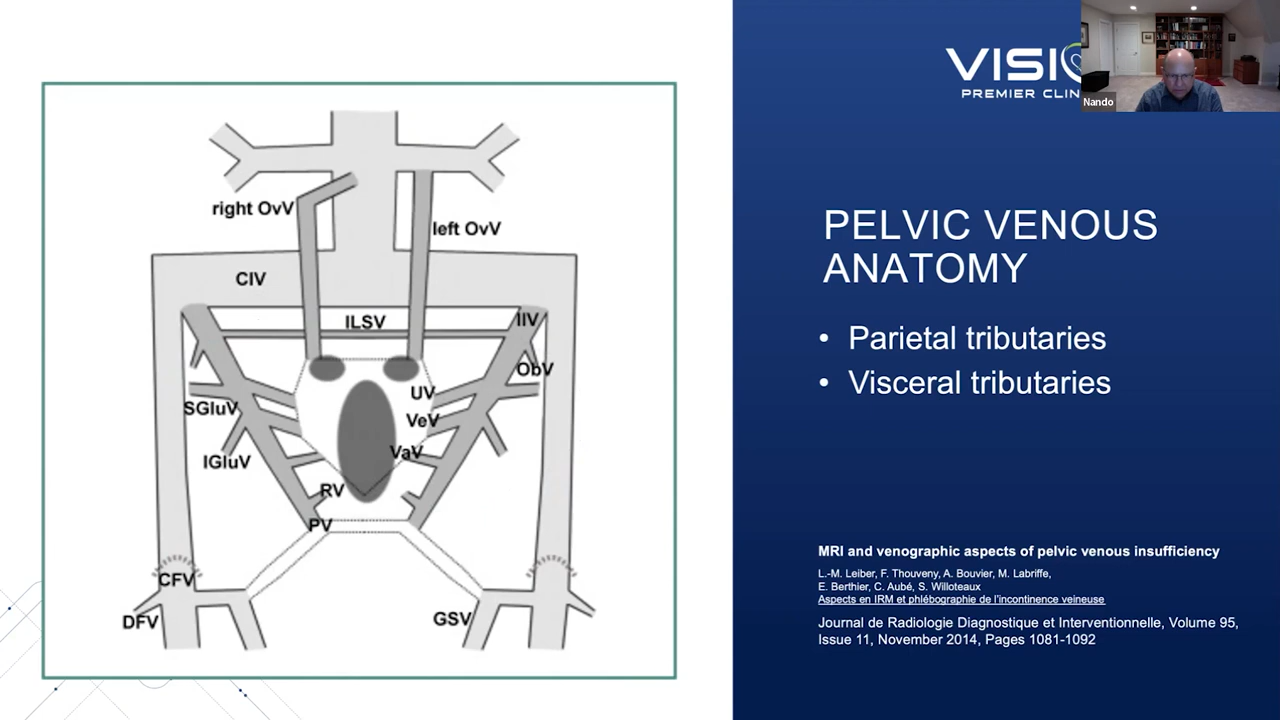 right OvV
left OvV
CIV
ILSV
IIV
ObV
UV
SGluV
VeV
VaV
IGluV
RV
PV
CFV
DFV
GSV
VISI
PREMIER CLIN
Nando
PELVIC VENOUS
ANATOMY
• Parietal tributaries
• Visceral tributaries
MRI and venographic aspects of pelvic venous insufficiency
L.-M. Leiber, F. Thouveny, A. Bouvier, M. Labriffe,
E. Berthier, C. Aubé, S. Willoteaux
Aspects en IRM et phlébographie de l'incontinence veineuse
Journal de Radiologie Diagnostique et Interventionnelle, Volume 95,
Issue 11, November 2014, Pages 1081-1092